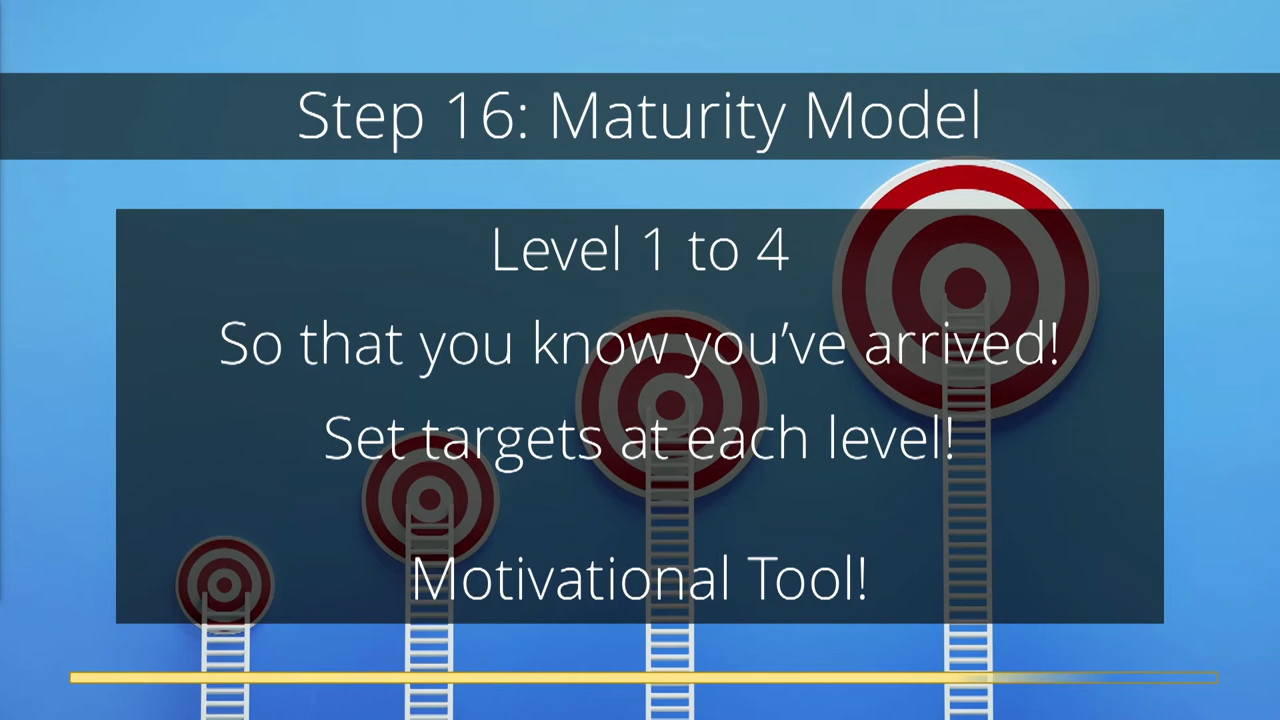 Step 16: Maturity Model
Level 1 to 4
So that you know you’ve arrived!
Set targets at each level!
Motivational Tool!